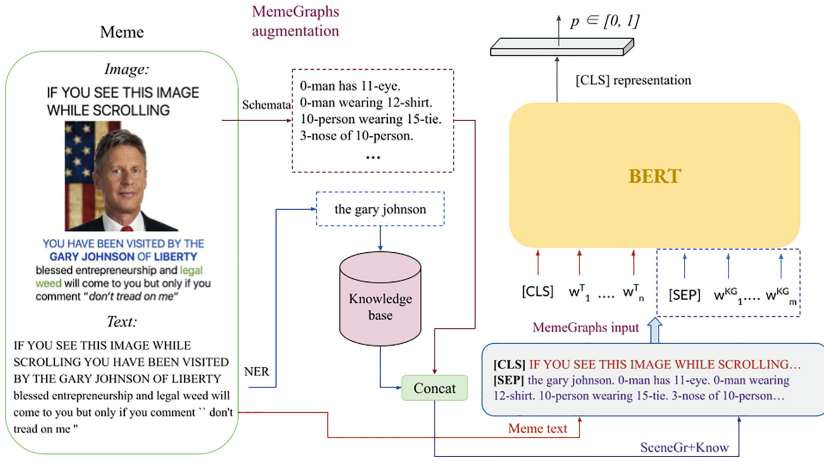 Meme
Image:
IF YOU SEE THIS IMAGE
WHILE SCROLLING
YOU HAVE BEEN VISITED BY THE
GARY JOHNSON OF LIBERTY
blessed entrepreneurship and legal
weed will come to you but only if you
comment "don't tread on me"
Text:
IF YOU SEE THIS IMAGE WHILE
SCROLLING YOU HAVE BEEN VISITED
BY THE GARY JOHNSON OF LIBERTY
blessed entrepreneurship and legal weed will
come to you but only if you comment `` don't
tread on me "
MemeGraphs
augmentation
Schemata
0-man has 11-eye.
0-man wearing 12-shirt.
10-person wearing 15-tie.
3-nose of 10-person.
...
the gary johnson
Knowledge
base
NER
Concat
Meme text
SceneGr+Know
p ∈ [0, 1]
[CLS] representation
BERT
[CLS] w^T_1 .... w^T_n [SEP] w^KG_1.... w^KG_m
MemeGraphs input
[CLS] IF YOU SEE THIS IMAGE WHILE SCROLLING...
[SEP] the gary johnson. 0-man has 11-eye. 0-man wearing
12-shirt. 10-person wearing 15-tie. 3-nose of 10-person...